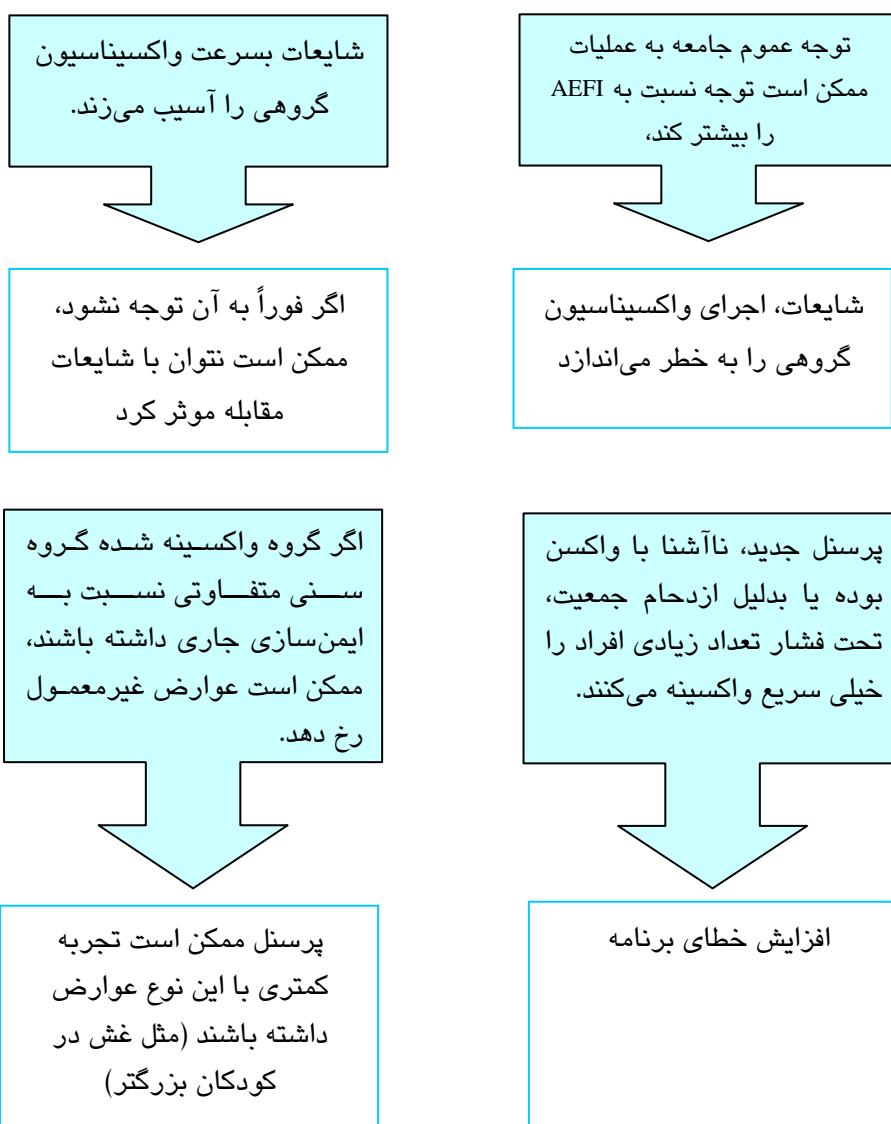 توجه عموم جامعه به عملیات
ممکن است توجه نسبت به AEFI
را بیشتر کند،
شایعات، اجرای واکسیناسیون
گروهی را به خطر می‌اندازد
شایعات بسرعت واکسیناسیون
گروهی را آسیب می‌زند.
اگر فوراً به آن توجه نشود،
ممکن است نتوان با شایعات
مقابله موثر کرد
پرسنل جدید، ناآشنا با واکسن
بوده یا بدلیل ازدحام جمعیت،
تحت فشار تعداد زیادی افراد را
خیلی سریع واکسینه می‌کنند.
افزایش خطای برنامه
اگر گروه واکسینه شده گروه
سنی متفاوتی نسبت به
ایمن‌سازی جاری داشته باشند،
ممکن است عوارض غیرمعمول
رخ دهد.
پرسنل ممکن است تجربه
کمتری با این نوع عوارض
داشته باشند (مثل غش در
کودکان بزرگتر)